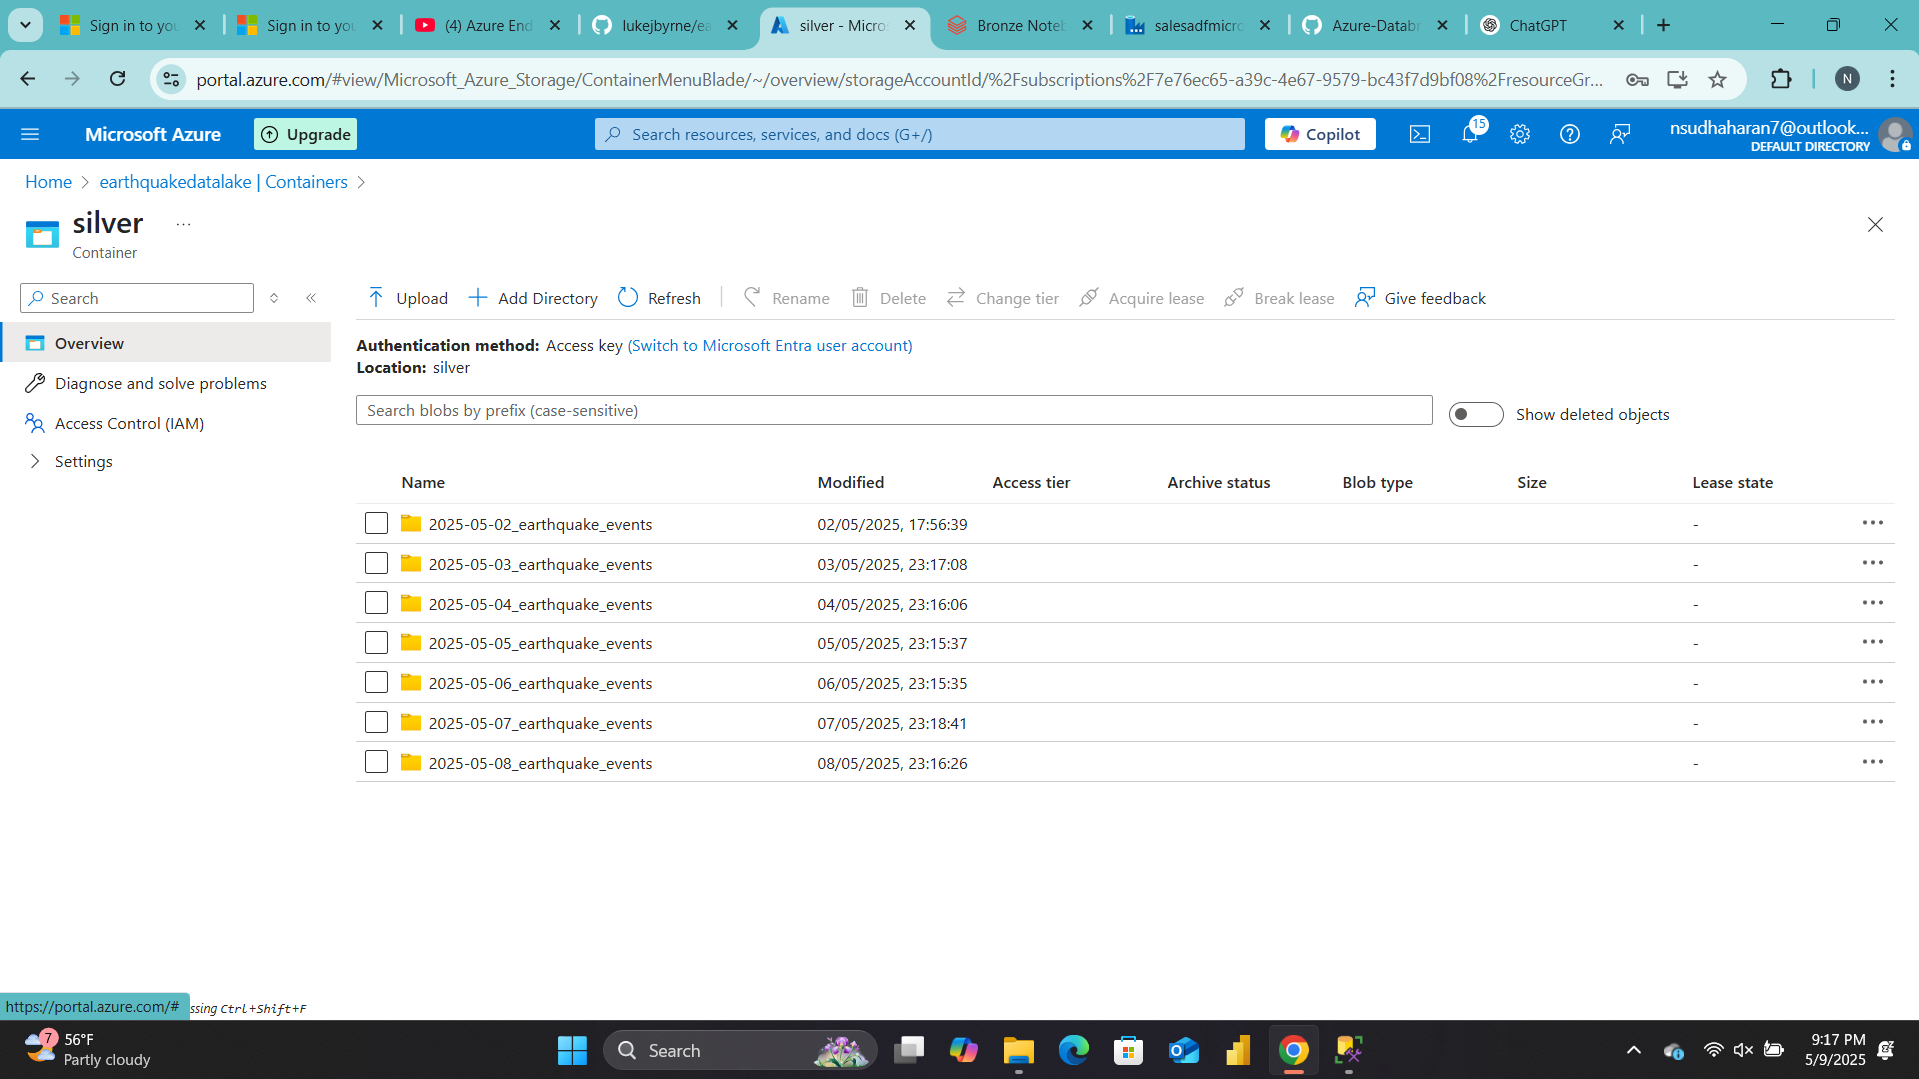 Sign in to you
Sign in to you
(4) Azure End
lukejbyrne/ea
silver - Micro
Bronze Noteb
salesadfmicro
Azure-Databr
ChatGPT
portal.azure.com/#view/Microsoft_Azure_Storage/ContainerMenuBlade/~/overview/storageAccountId/%2Fsubscriptions%2F7e76ec65-a39c-4e67-9579-bc43f7d9bf08%2FresourceGr...
N
Microsoft Azure
Upgrade
Search resources, services, and docs (G+/)
Copilot
15
nsudhaharan7@outlook...
DEFAULT DIRECTORY
Home > earthquakedatalake | Containers >
silver ...
Container
Search
Overview
Diagnose and solve problems
Access Control (IAM)
Settings
Upload
Add Directory
Refresh
Rename
Delete
Change tier
Acquire lease
Break lease
Give feedback
Authentication method: Access key (Switch to Microsoft Entra user account)
Location: silver
Search blobs by prefix (case-sensitive)
Show deleted objects
Name Modified Access tier Archive status Blob type Size Lease state
2025-05-02_earthquake_events 02/05/2025, 17:56:39 - ...
2025-05-03_earthquake_events 03/05/2025, 23:17:08 - ...
2025-05-04_earthquake_events 04/05/2025, 23:16:06 - ...
2025-05-05_earthquake_events 05/05/2025, 23:15:37 - ...
2025-05-06_earthquake_events 06/05/2025, 23:15:35 - ...
2025-05-07_earthquake_events 07/05/2025, 23:18:41 - ...
2025-05-08_earthquake_events 08/05/2025, 23:16:26 - ...
https://portal.azure.com/# ssing Ctrl+Shift+F
7
56°F
Partly cloudy
Search
9:17 PM
5/9/2025